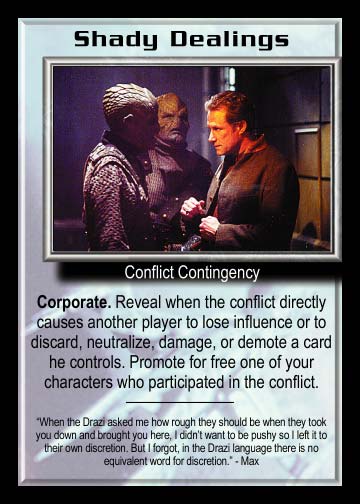 Shady Dealings
Conflict Contingency
Corporate. Reveal when the conflict directly
causes another player to lose influence or to
discard, neutralize, damage, or demote a card
he controls. Promote for free one of your
characters who participated in the conflict.
“When the Drazi asked me how rough they should be when they took
you down and brought you here, I didn’t want to be pushy so I left it to
their own discretion. But I forgot, in the Drazi language there is no
equivalent word for discretion.” - Max